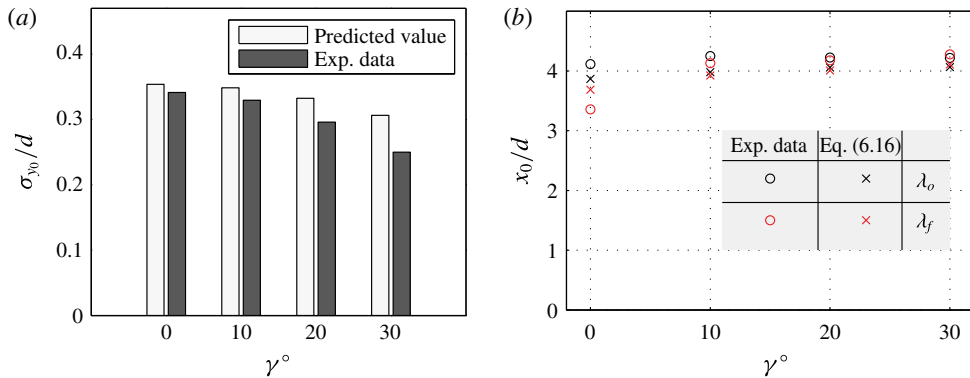 (a)
0.4
0.3
0.2
0.1
0
σy0/d
Predicted value
Exp. data
0 10 20 30
γ°
(b)
4
3
2
1
0
x0/d
Exp. data Eq. (6.16)
λo
λf
0 10 20 30
γ°